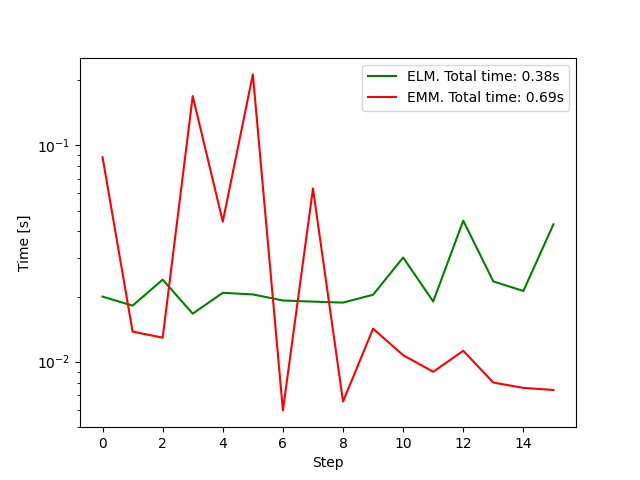 ELM. Total time: 0.38s
EMM. Total time: 0.69s
10⁻¹
10⁻²
Time [s]
0 2 4 6 8 10 12 14
Step